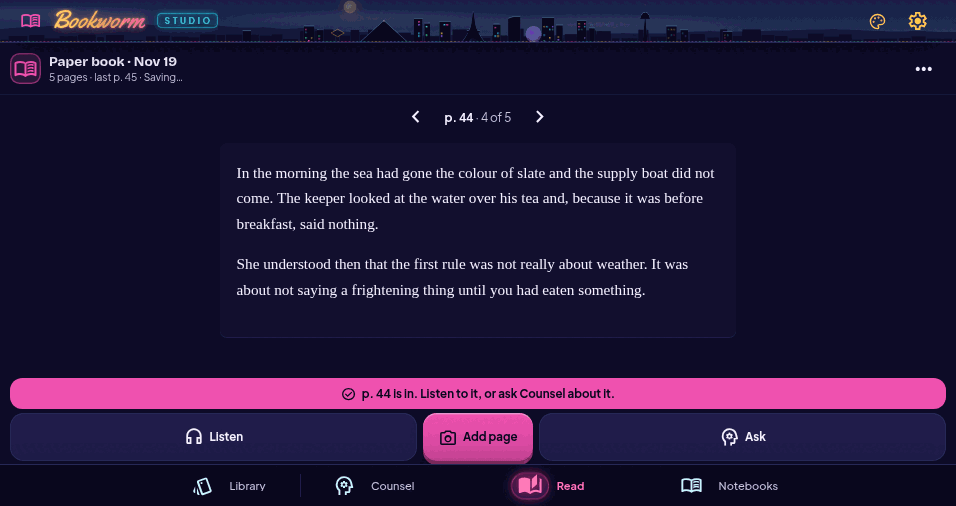 Bookworm STUDIO
Paper book · Nov 19
5 pages · last p. 45 · Saving…
p. 44 · 4 of 5
In the morning the sea had gone the colour of slate and the supply boat did not
come. The keeper looked at the water over his tea and, because it was before
breakfast, said nothing.
She understood then that the first rule was not really about weather. It was
about not saying a frightening thing until you had eaten something.
p. 44 is in. Listen to it, or ask Counsel about it.
Listen
Add page
Ask
Library
Counsel
Read
Notebooks